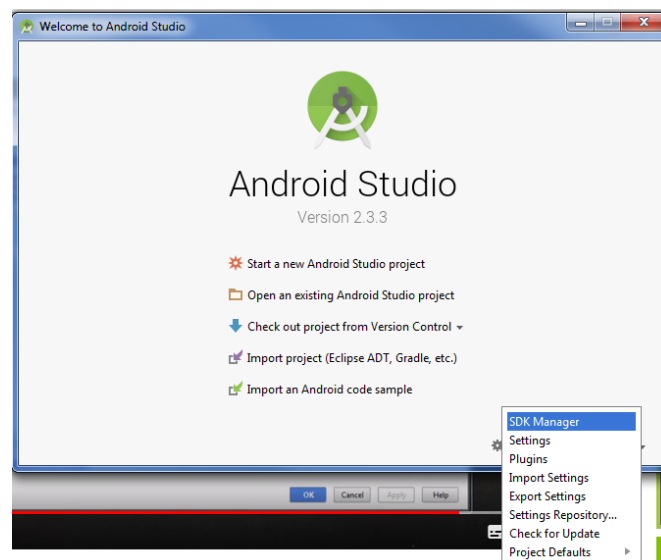 Welcome to Android Studio
Android Studio
Version 2.3.3
Start a new Android Studio project
Open an existing Android Studio project
Check out project from Version Control
Import project (Eclipse ADT, Gradle, etc.)
Import an Android code sample
SDK Manager
Settings
Plugins
Import Settings
Export Settings
Settings Repository...
Check for Update
Project Defaults
OK Cancel Apply Help